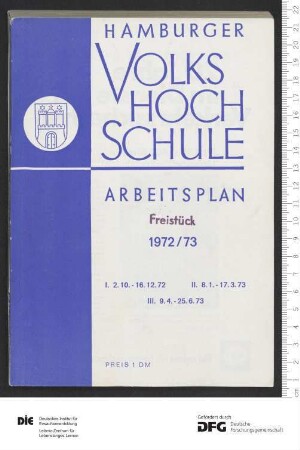 HAMBURGER
VOLKS
HOCH
SCHULE
ARBEITSPLAN
Freistück
1972/73
I. 2.10.-16.12.72 II. 8.1.-17.3.73
III. 9.4.-25.6.73
PREIS 1 DM
die Deutsches Institut für
Erwachsenenbildung
Leibniz-Zentrum für
Lebenslanges Lernen
Gefördert durch
DFG Deutsche
Forschungsgemeinschaft